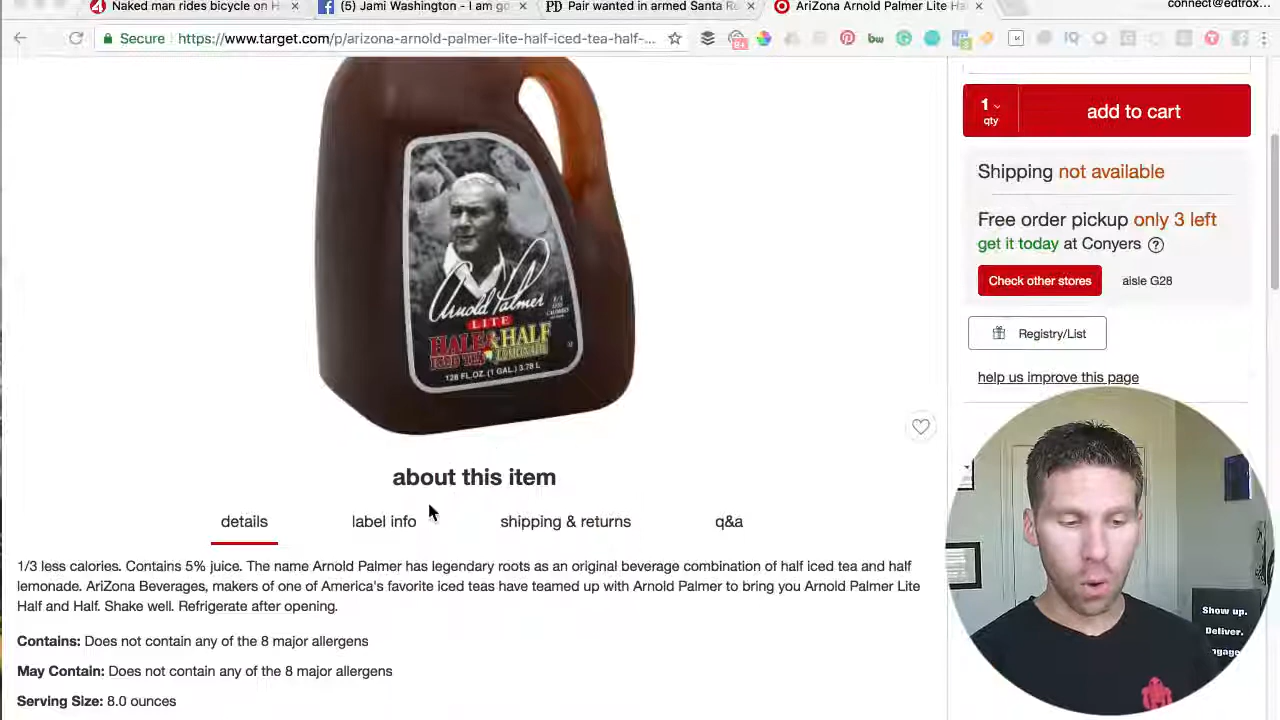 Naked man rides bicycle on H
(5) Jami Washington - I am go
Pair wanted in armed Santa Ro
AriZona Arnold Palmer Lite Ha
connect@edtrox...
Secure
https://www.target.com/p/arizona-arnold-palmer-lite-half-iced-tea-half-...
Arnold Palmer
LITE
HALF & HALF
ICED TEA LEMONADE
128 FL.OZ. (1 GAL.) 3.78 L
1 qty
add to cart
Shipping not available
Free order pickup only 3 left
get it today at Conyers ?
Check other stores
aisle G28
Registry/List
help us improve this page
about this item
details
label info
shipping & returns
q&a
1/3 less calories. Contains 5% juice. The name Arnold Palmer has legendary roots as an original beverage combination of half iced tea and half
lemonade. AriZona Beverages, makers of one of America's favorite iced teas have teamed up with Arnold Palmer to bring you Arnold Palmer Lite
Half and Half. Shake well. Refrigerate after opening.
Contains: Does not contain any of the 8 major allergens
May Contain: Does not contain any of the 8 major allergens
Serving Size: 8.0 ounces
Show up.
Deliver.
ngage